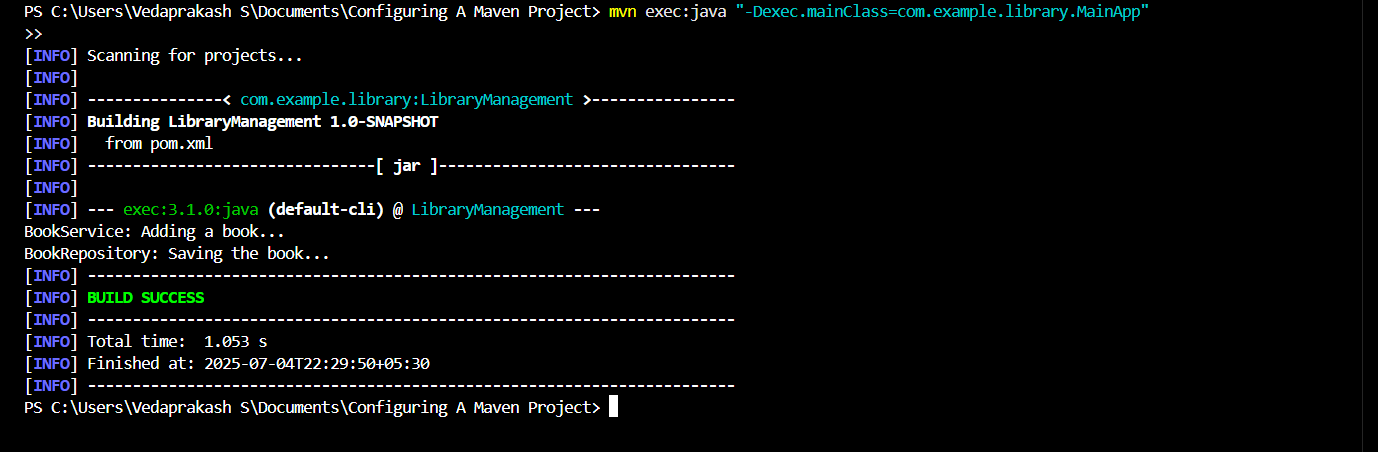 PS C:\Users\Vedaprakash S\Documents\Configuring A Maven Project> mvn exec:java "-Dexec.mainClass=com.example.library.MainApp"
>>
[INFO] Scanning for projects...
[INFO]
[INFO] ---------------< com.example.library:LibraryManagement >----------------
[INFO] Building LibraryManagement 1.0-SNAPSHOT
[INFO]   from pom.xml
[INFO] --------------------------------[ jar ]---------------------------------
[INFO]
[INFO] --- exec:3.1.0:java (default-cli) @ LibraryManagement ---
BookService: Adding a book...
BookRepository: Saving the book...
[INFO] ------------------------------------------------------------------------
[INFO] BUILD SUCCESS
[INFO] ------------------------------------------------------------------------
[INFO] Total time:  1.053 s
[INFO] Finished at: 2025-07-04T22:29:50+05:30
[INFO] ------------------------------------------------------------------------
PS C:\Users\Vedaprakash S\Documents\Configuring A Maven Project>